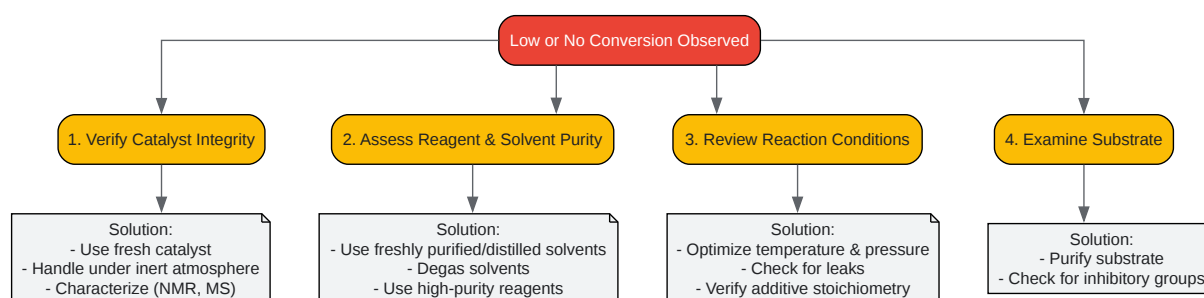 Low or No Conversion Observed
1. Verify Catalyst Integrity
2. Assess Reagent & Solvent Purity
3. Review Reaction Conditions
4. Examine Substrate
Solution:
- Use fresh catalyst
- Handle under inert atmosphere
- Characterize (NMR, MS)
Solution:
- Use freshly purified/distilled solvents
- Degas solvents
- Use high-purity reagents
Solution:
- Optimize temperature & pressure
- Check for leaks
- Verify additive stoichiometry
Solution:
- Purify substrate
- Check for inhibitory groups